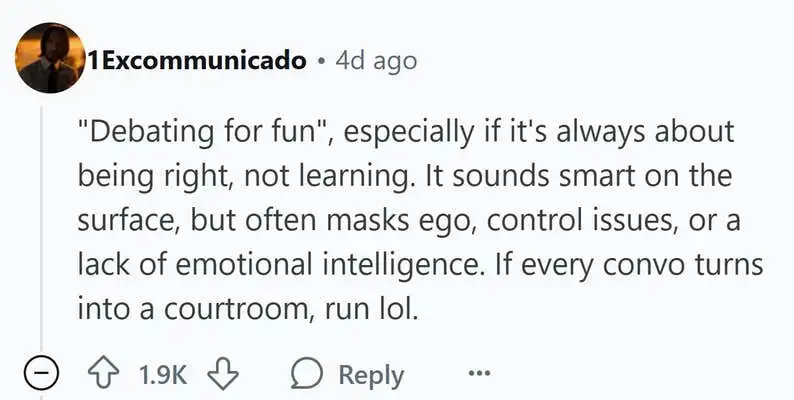 1Excommunicado • 4d ago
"Debating for fun", especially if it's always about
being right, not learning. It sounds smart on the
surface, but often masks ego, control issues, or a
lack of emotional intelligence. If every convo turns
into a courtroom, run lol.
1.9K Reply ...